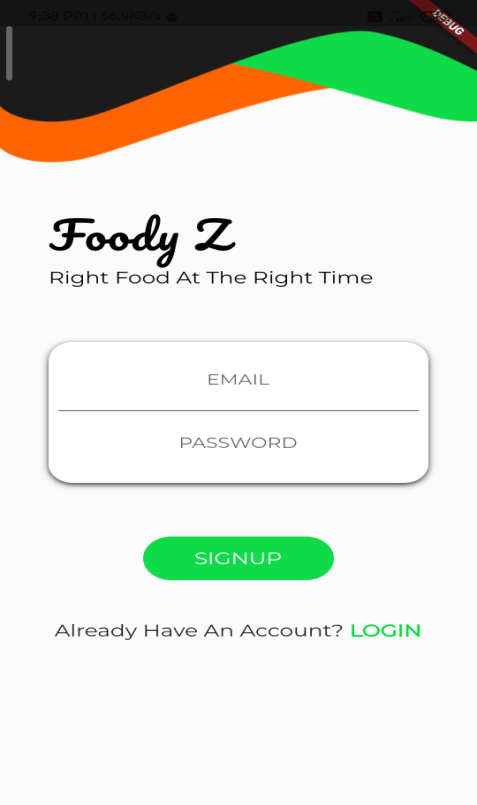 9:38 PM | 56.4KB/s
DEBUG
Foody Z
Right Food At The Right Time
EMAIL
PASSWORD
SIGNUP
Already Have An Account? LOGIN